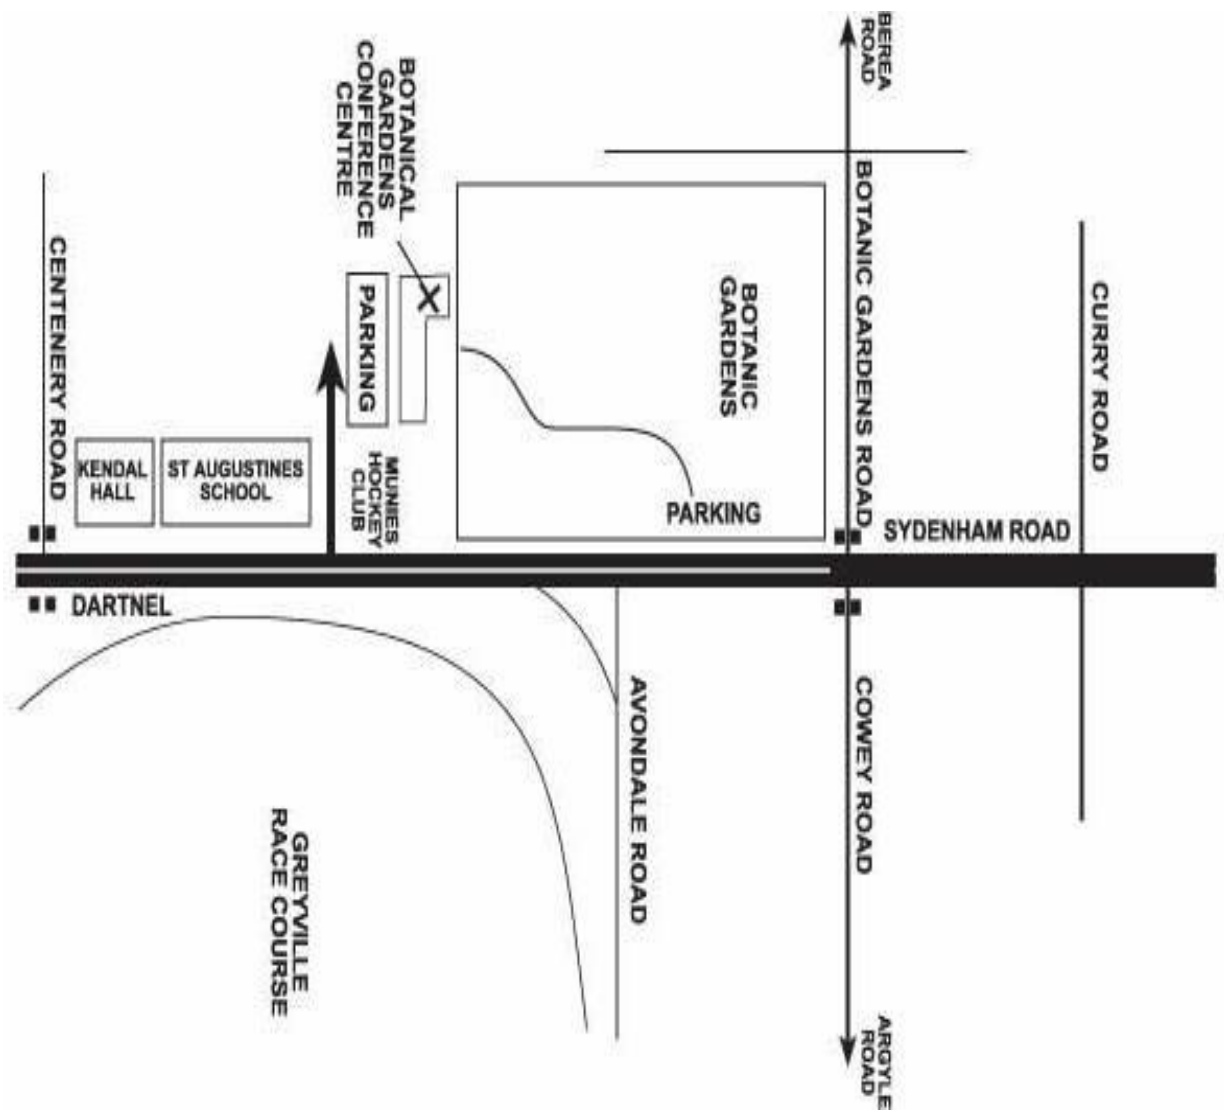 BEREA
ROAD
BOTANICAL
GARDENS
CONFERENCE
CENTRE
BOTANIC GARDENS ROAD
CENTENERY ROAD
PARKING
BOTANIC
GARDENS
CURRY ROAD
KENDAL
HALL
ST AUGUSTINES
SCHOOL
MUNIES
HOCKEY
CLUB
PARKING
SYDENHAM ROAD
DARTNEL
AVONDALE ROAD
COWEY ROAD
GREYVILLE
RACE COURSE
ARGYLE
ROAD